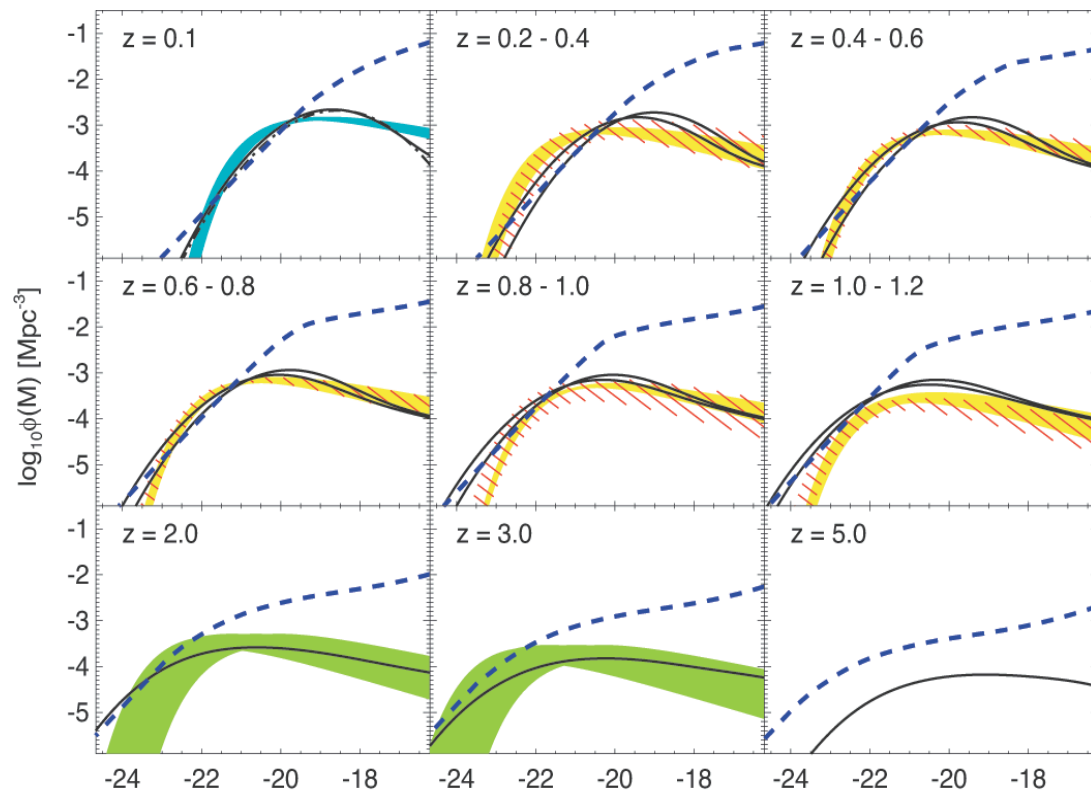 z = 0.1
z = 0.2 - 0.4
z = 0.4 - 0.6
-1
-2
-3
-4
-5
z = 0.6 - 0.8
z = 0.8 - 1.0
z = 1.0 - 1.2
-1
-2
-3
-4
-5
log₁₀ϕ(M) [Mpc⁻³]
z = 2.0
z = 3.0
z = 5.0
-1
-2
-3
-4
-5
-24 -22 -20 -18 -24 -22 -20 -18 -24 -22 -20 -18